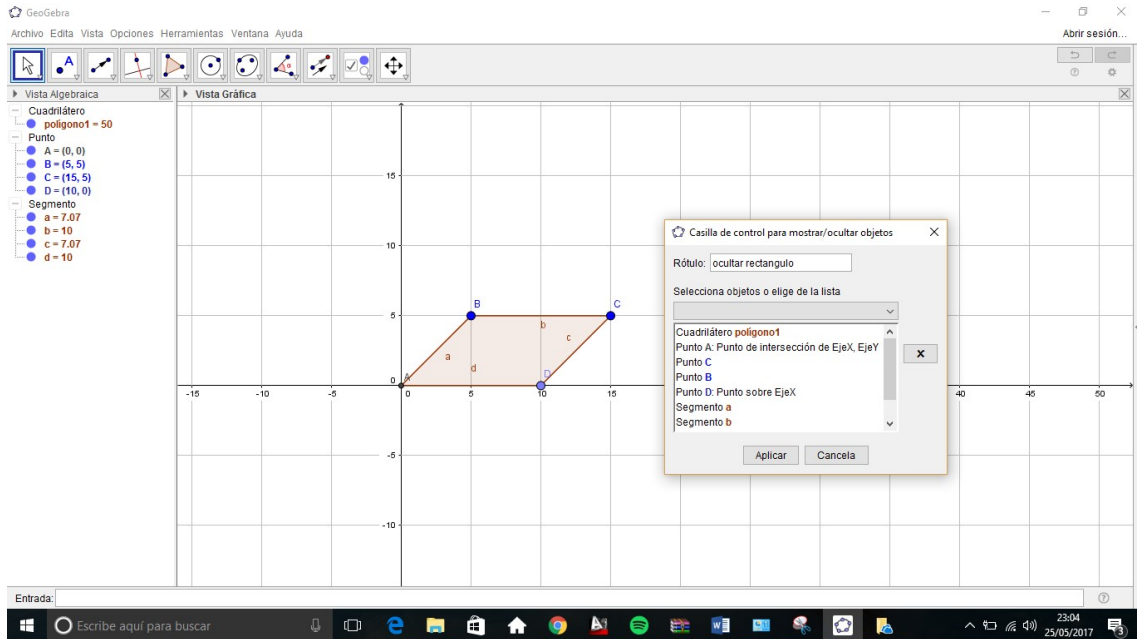 GeoGebra
Archivo Edita Vista Opciones Herramientas Ventana Ayuda
Abrir sesión...
A
Vista Algebraica
Vista Gráfica
Cuadrilátero
polígono1 = 50
Punto
A = (0, 0)
B = (5, 5)
C = (15, 5)
D = (10, 0)
Segmento
a = 7.07
b = 10
c = 7.07
d = 10
15
10
5
0
-5
-10
-15
-10
-5
0
5
10
15
40
45
50
A
B
C
D
a
b
c
d
Casilla de control para mostrar/ocultar objetos
Rótulo: ocultar rectangulo
Selecciona objetos o elige de la lista
Cuadrilátero polígono1
Punto A: Punto de intersección de EjeX, EjeY
Punto C
Punto B
Punto D: Punto sobre EjeX
Segmento a
Segmento b
x
Aplicar
Cancela
Entrada:
Escribe aquí para buscar
23:04
25/05/2017
3